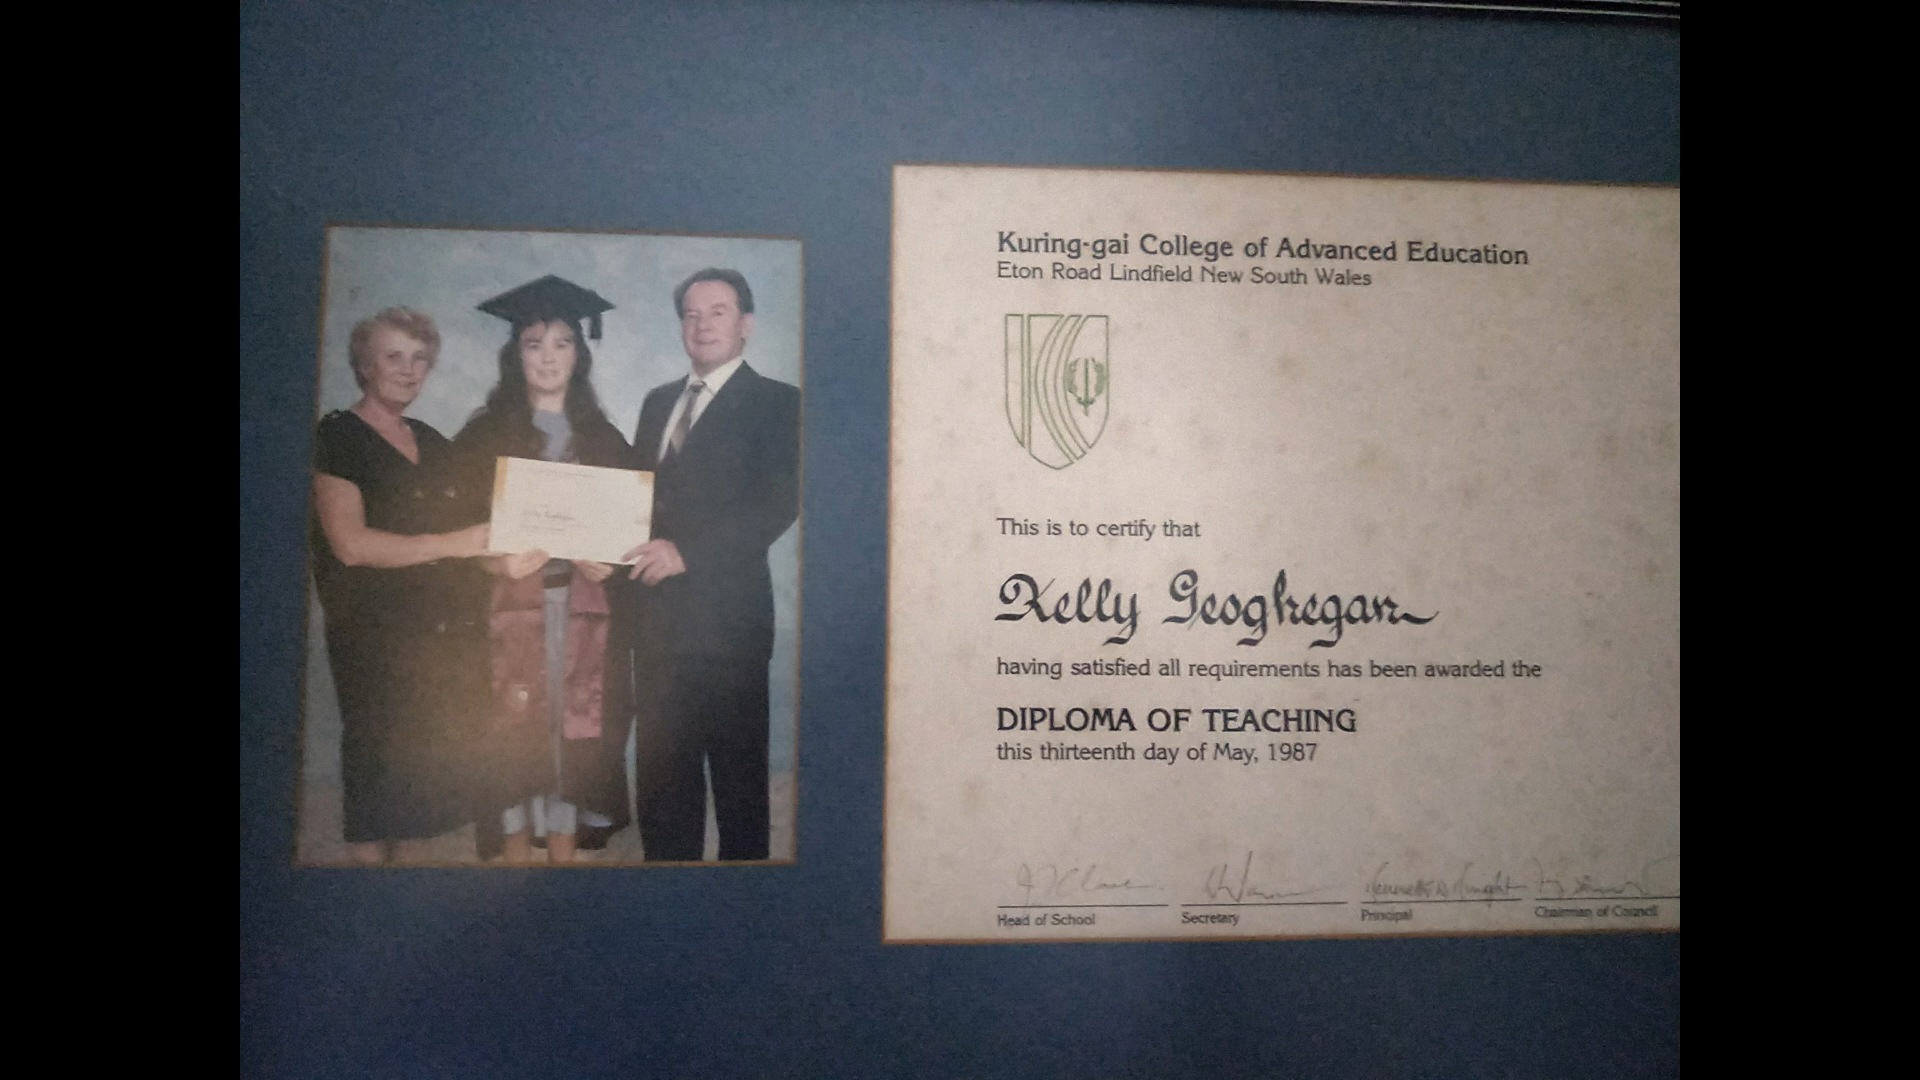 Kuring-gai College of Advanced Education
Eton Road Lindfield New South Wales
This is to certify that
Kelly Geoghegan
having satisfied all requirements has been awarded the
DIPLOMA OF TEACHING
this thirteenth day of May, 1987
Head of School
Secretary
Principal
Chairman of Council